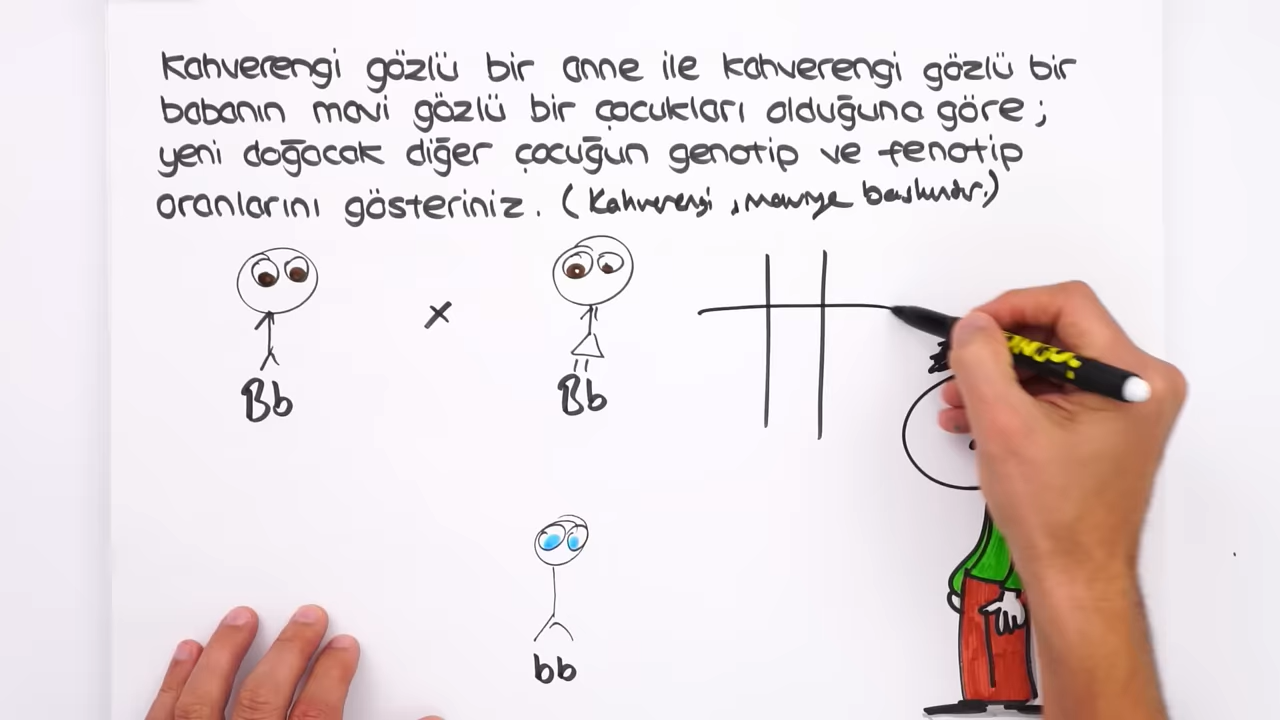 Kahverengi gözlü bir anne ile kahverengi gözlü bir
babanın mavi gözlü bir çocukları olduğuna göre;
yeni doğacak diğer çocuğun genotip ve fenotip
oranlarını gösteriniz. (Kahverengi, maviye baskındır.)
x
Bb Bb
bb